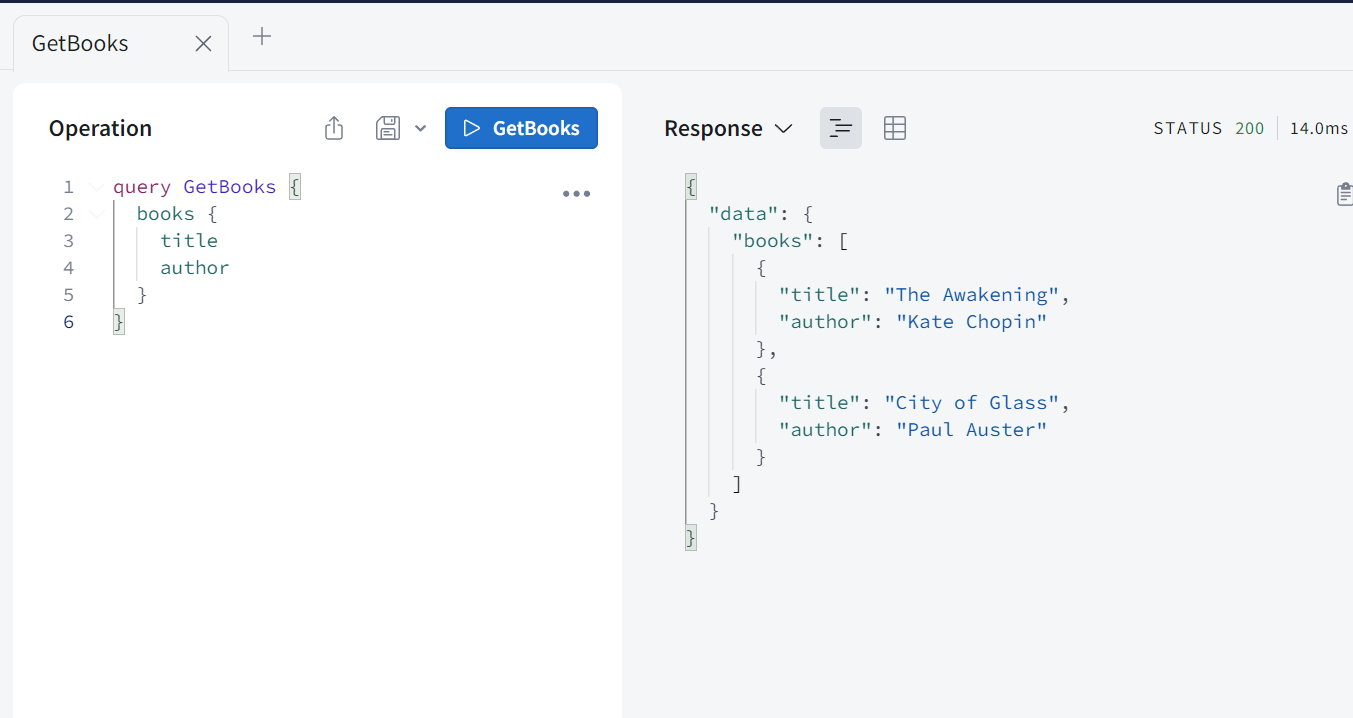 GetBooks
Operation
GetBooks
Response
STATUS 200 14.0ms
1 query GetBooks {
2 books {
3 title
4 author
5 }
6 }
{
"data": {
"books": [
{
"title": "The Awakening",
"author": "Kate Chopin"
},
{
"title": "City of Glass",
"author": "Paul Auster"
}
]
}
}